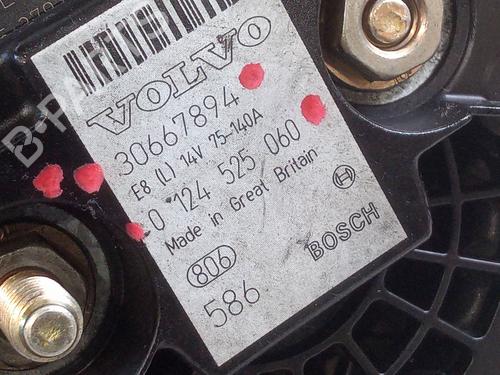 VOLVO
30667894
E8 (L) 14V 75-140A
0 124 525 060
Made in Great Britain
806
586
BOSCH